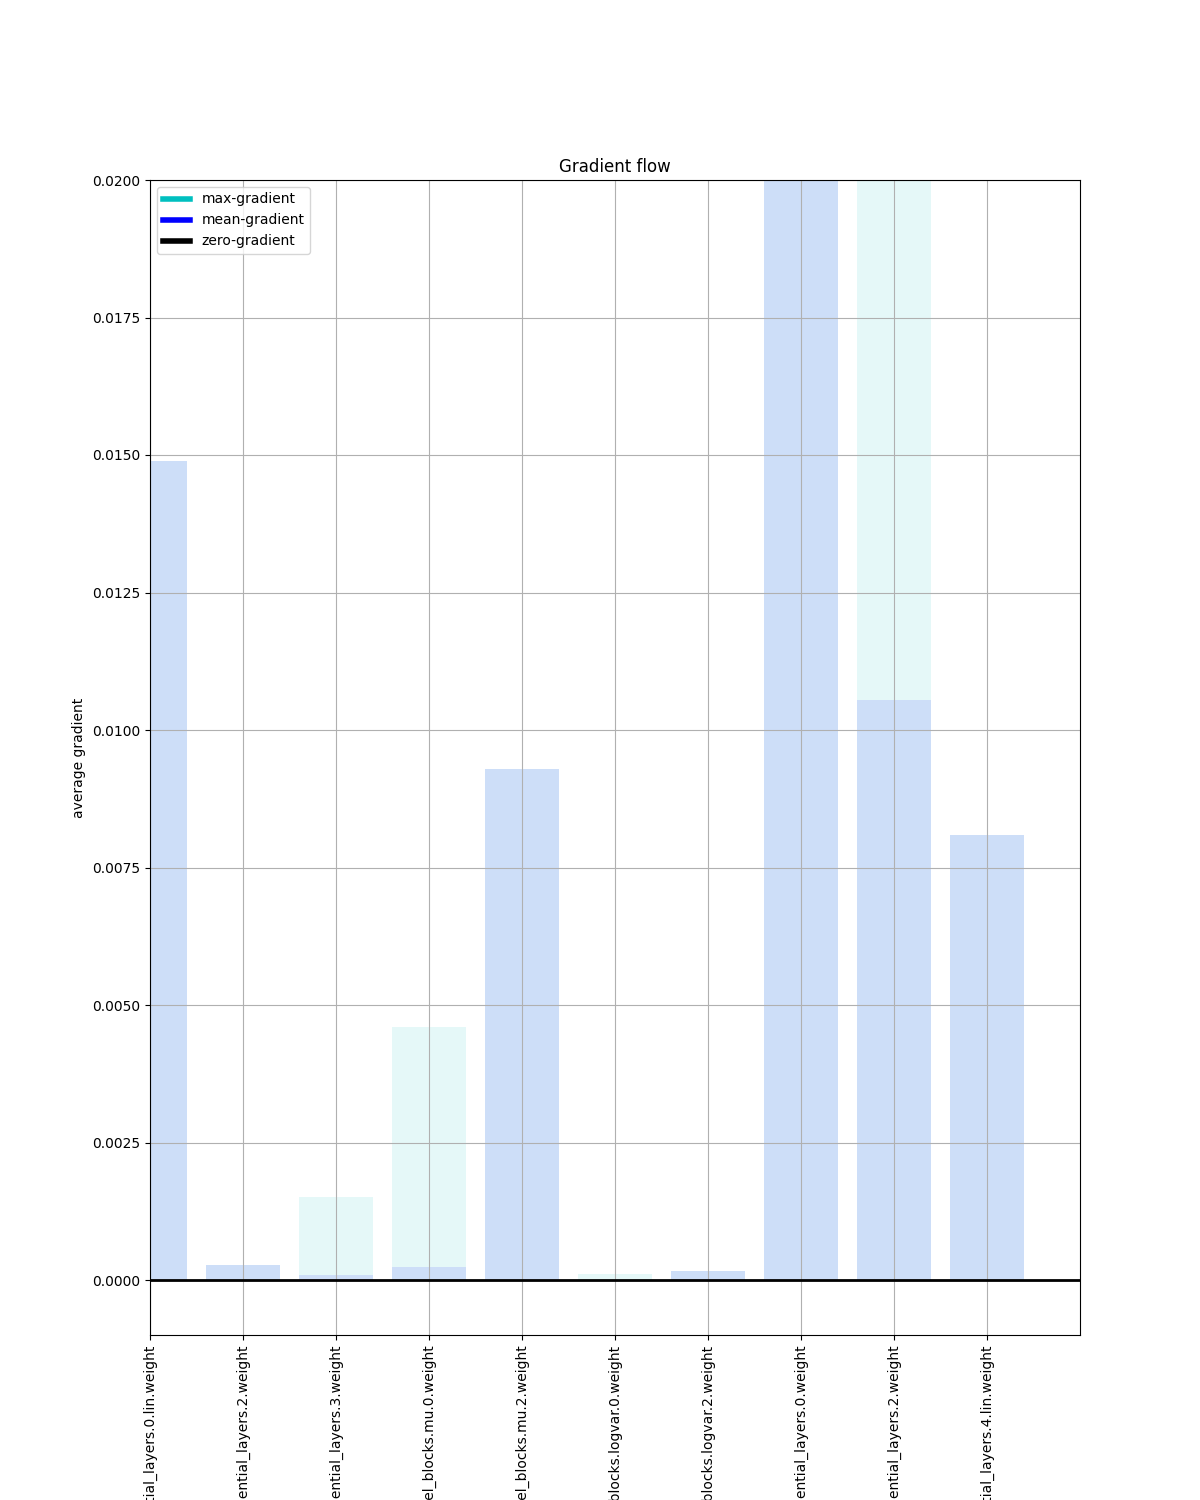 Gradient flow
max-gradient
mean-gradient
zero-gradient
0.0200
0.0175
0.0150
0.0125
0.0100
0.0075
0.0050
0.0025
0.0000
average gradient
tial_layers.0.lin.weight
ential_layers.2.weight
ential_layers.3.weight
el_blocks.mu.0.weight
el_blocks.mu.2.weight
blocks.logvar.0.weight
blocks.logvar.2.weight
ential_layers.0.weight
ential_layers.2.weight
tial_layers.4.lin.weight